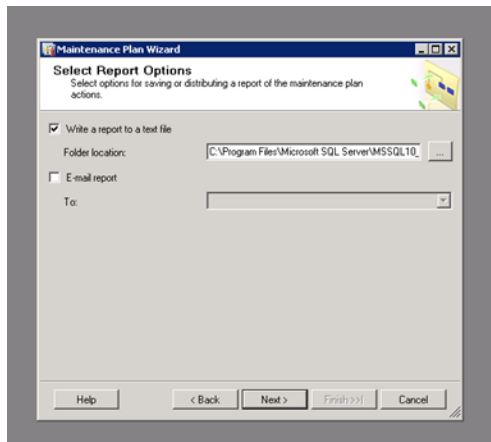 Maintenance Plan Wizard
Select Report Options
Select options for saving or distributing a report of the maintenance plan
actions.
Write a report to a text file
Folder location:
C:\Program Files\Microsoft SQL Server\MSSQL10_
...
E-mail report
To:
Help
< Back
Next >
Finish >>|
Cancel